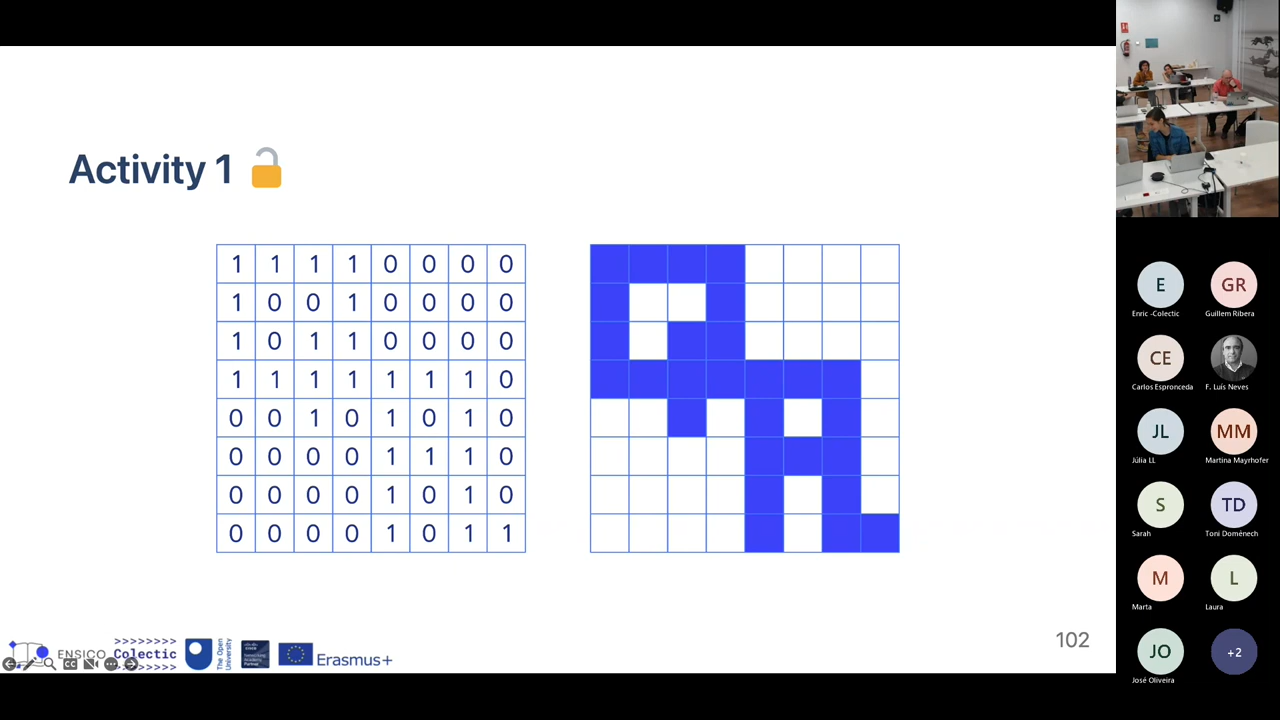 Activity 1
1 1 1 1 0 0 0 0
1 0 0 1 0 0 0 0
1 0 1 1 0 0 0 0
1 1 1 1 1 1 1 0
0 0 1 0 1 0 1 0
0 0 0 0 1 1 1 0
0 0 0 0 1 0 1 0
0 0 0 0 1 0 1 1
ENSICO
>>>>>>>>
Colectic
>>>>>>>>
The Open
University
Erasmus+
102
E
Enric -Colectic
GR
Guillem Ribera
CE
Carlos Espronceda
F. Luís Neves
JL
Júlia LL
MM
Martina Mayrhofer
S
Sarah
TD
Toni Domènech
M
Marta
L
Laura
JO
José Oliveira
+2